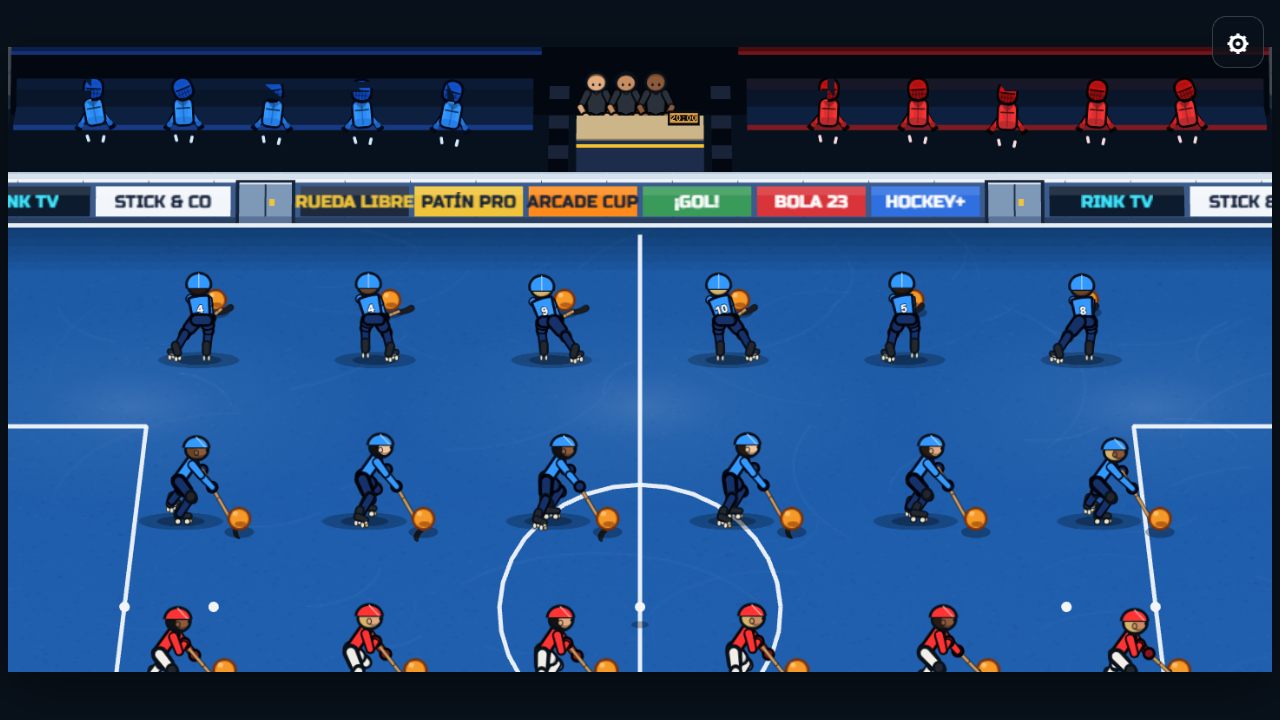 20:00
NK TV
STICK & CO
RUEDA LIBRE
PATÍN PRO
ARCADE CUP
¡GOL!
BOLA 23
HOCKEY+
RINK TV
STICK &
4
4
9
10
5
8